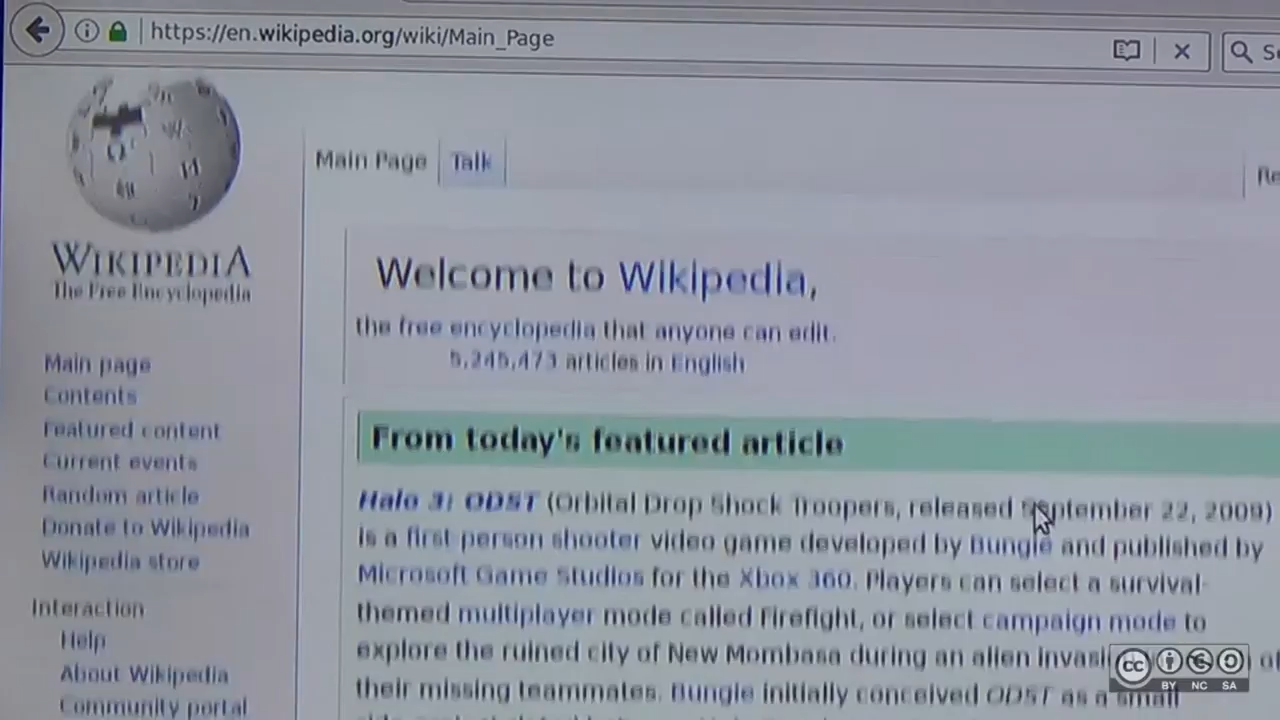 https://en.wikipedia.org/wiki/Main_Page
WIKIPEDIA
The Free Encyclopedia
Main Page
Talk
Welcome to Wikipedia,
the free encyclopedia that anyone can edit.
5,245,473 articles in English
Main page
Contents
Featured content
Current events
Random article
Donate to Wikipedia
Wikipedia store
Interaction
Help
About Wikipedia
Community portal
From today's featured article
Halo 3: ODST (Orbital Drop Shock Troopers, released September 22, 2009)
is a first person shooter video game developed by Bungie and published by
Microsoft Game Studios for the Xbox 360. Players can select a survival-
themed multiplayer mode called Firefight, or select campaign mode to
explore the ruined city of New Mombasa during an alien
their missing teammates. Bungie initially conceived ODST as a small
cc
BY NC SA